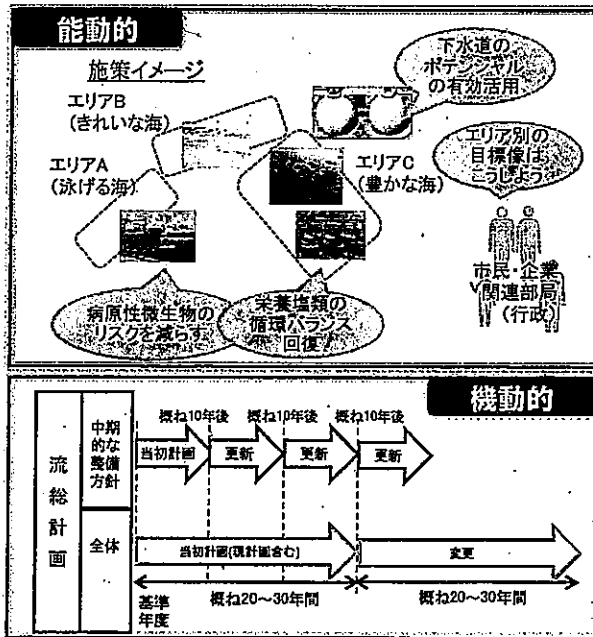 能動的
施策イメージ
下水道の
ポテンシャル
の有効活用
エリアB
(きれいな海)
エリアA
(泳げる海)
エリアC
(豊かな海)
エリア別の
目標像は
こうしよう
病原性微生物の
リスクを減らす
栄養塩類の
循環バランス
回復
市民・企業
関連部局
(行政)
機動的
流総計画
中期的な整備方針
概ね10年後 概ね10年後 概ね10年後
当初計画 更新 更新 更新
全体
当初計画(現計画含む) 変更
基準
年度
概ね20～30年間 概ね20～30年間